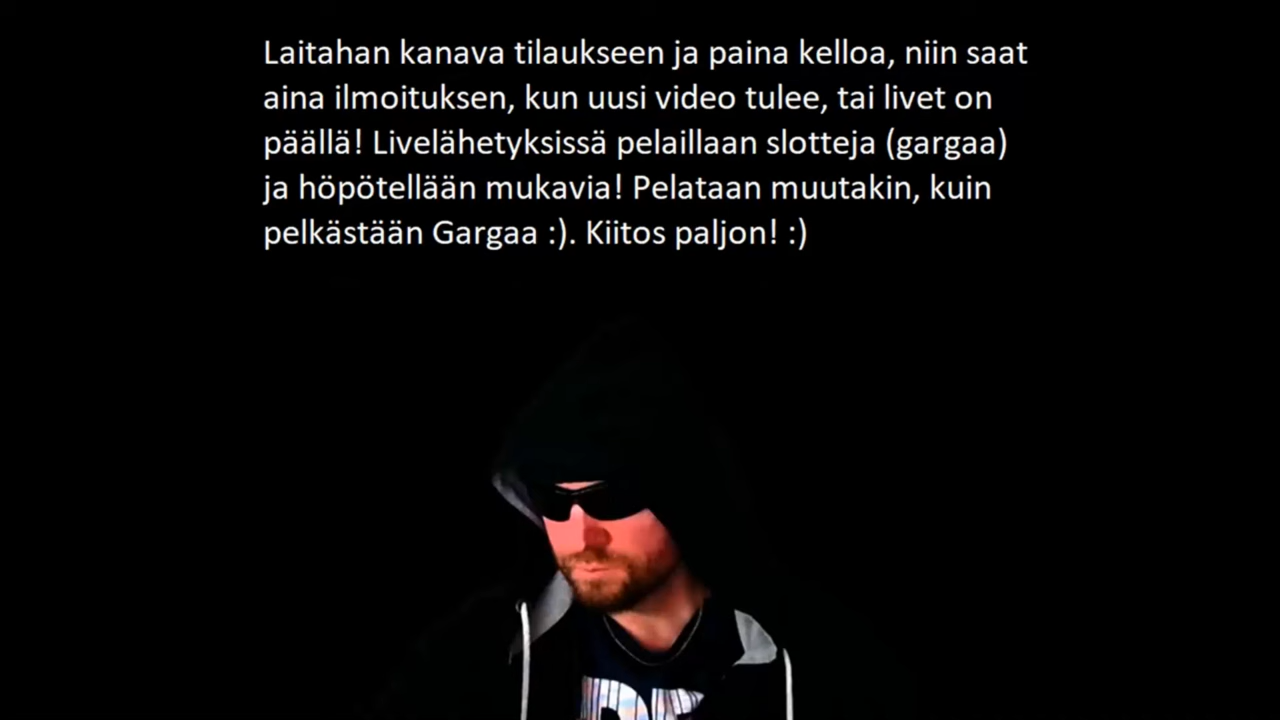 Laitahan kanava tilaukseen ja paina kelloa, niin saat
aina ilmoituksen, kun uusi video tulee, tai livet on
päällä! Livelähetyksissä pelaillaan slotteja (gargaa)
ja höpötellään mukavia! Pelataan muutakin, kuin
pelkästään Gargaa :). Kiitos paljon! :)